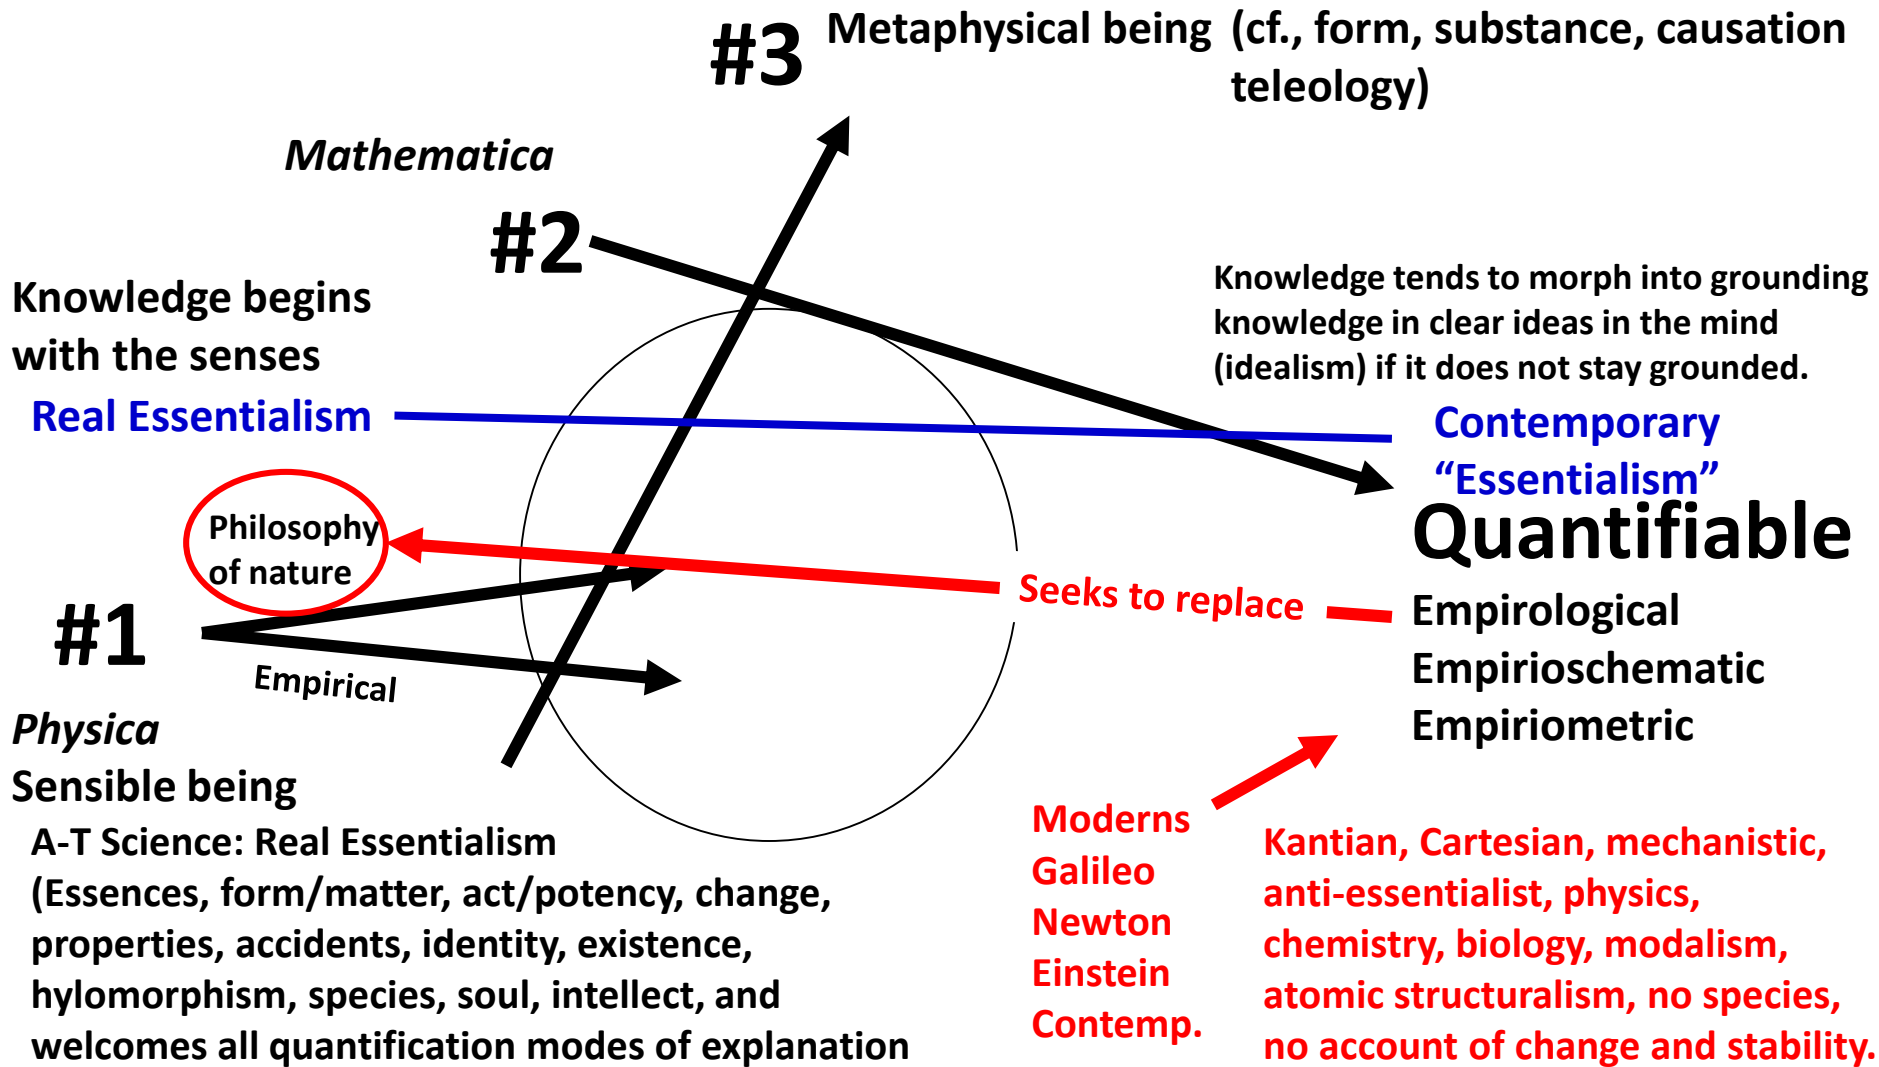 #3
Metaphysical being (cf., form, substance, causation
teleology)
Mathematica
#2
Knowledge begins
with the senses
Real Essentialism
Knowledge tends to morph into grounding
knowledge in clear ideas in the mind
(idealism) if it does not stay grounded.
Contemporary
“Essentialism”
Quantifiable
Philosophy
of nature
Seeks to replace
Empirological
Empirioschematic
Empiriometric
#1
Empirical
Physica
Sensible being
A-T Science: Real Essentialism
(Essences, form/matter, act/potency, change,
properties, accidents, identity, existence,
hylomorphism, species, soul, intellect, and
welcomes all quantification modes of explanation
Moderns
Galileo
Newton
Einstein
Contemp.
Kantian, Cartesian, mechanistic,
anti-essentialist, physics,
chemistry, biology, modalism,
atomic structuralism, no species,
no account of change and stability.